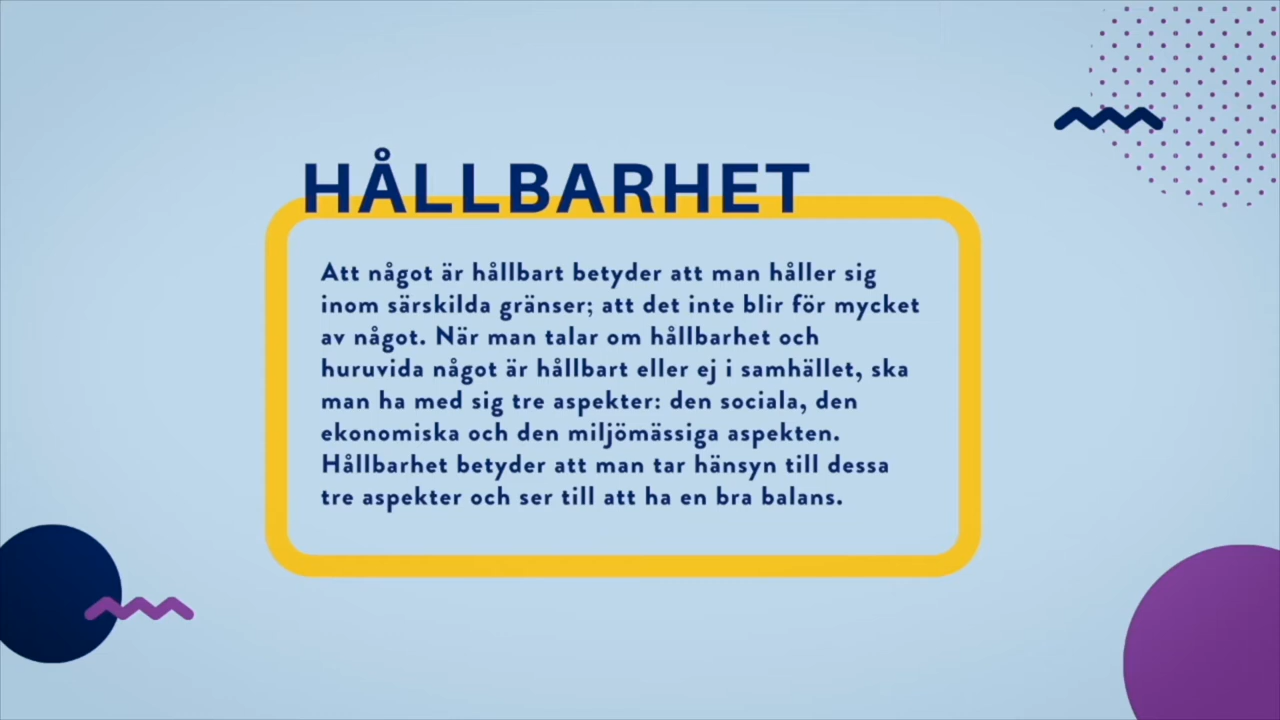 HÅLLBARHET
Att något är hållbart betyder att man håller sig
inom särskilda gränser; att det inte blir för mycket
av något. När man talar om hållbarhet och
huruvida något är hållbart eller ej i samhället, ska
man ha med sig tre aspekter: den sociala, den
ekonomiska och den miljömässiga aspekten.
Hållbarhet betyder att man tar hänsyn till dessa
tre aspekter och ser till att ha en bra balans.